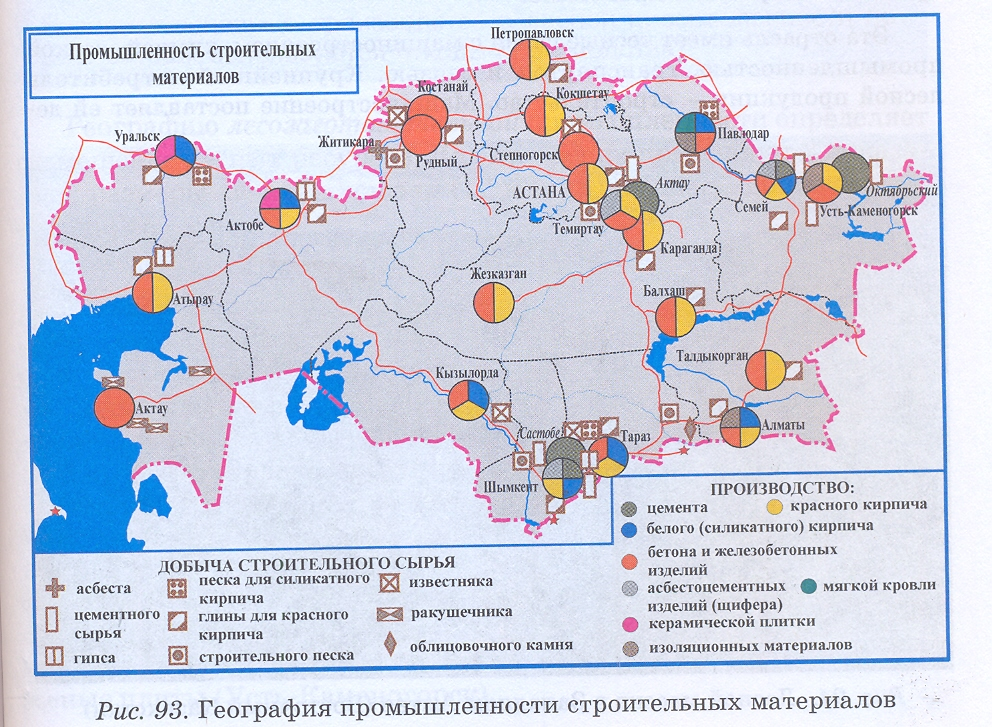 Промышленность строительных
материалов
Петропавловск
Костанай
Кокшетау
Житикара
Рудный
Уральск
Павлодар
Степногорск
АСТАНА
Актау
Октябрьский
Актобе
Темиртау
Семей
Усть-Каменогорск
Караганда
Жезказган
Атырау
Балхаш
Талдыкорган
Кызылорда
Актау
Састобе
Тараз
Алматы
Шымкент
ПРОИЗВОДСТВО:
цемента
красного кирпича
белого (силикатного) кирпича
бетона и железобетонных
изделий
асбестоцементных
изделий (щифера)
мягкой кровли
керамической плитки
изоляционных материалов
ДОБЫЧА СТРОИТЕЛЬНОГО СЫРЬЯ
асбеста
цементного
сырья
гипса
песка для силикатного
кирпича
глины для красного
кирпича
строительного песка
известняка
ракушечника
облицовочного камня
Рис. 93. География промышленности строительных материалов